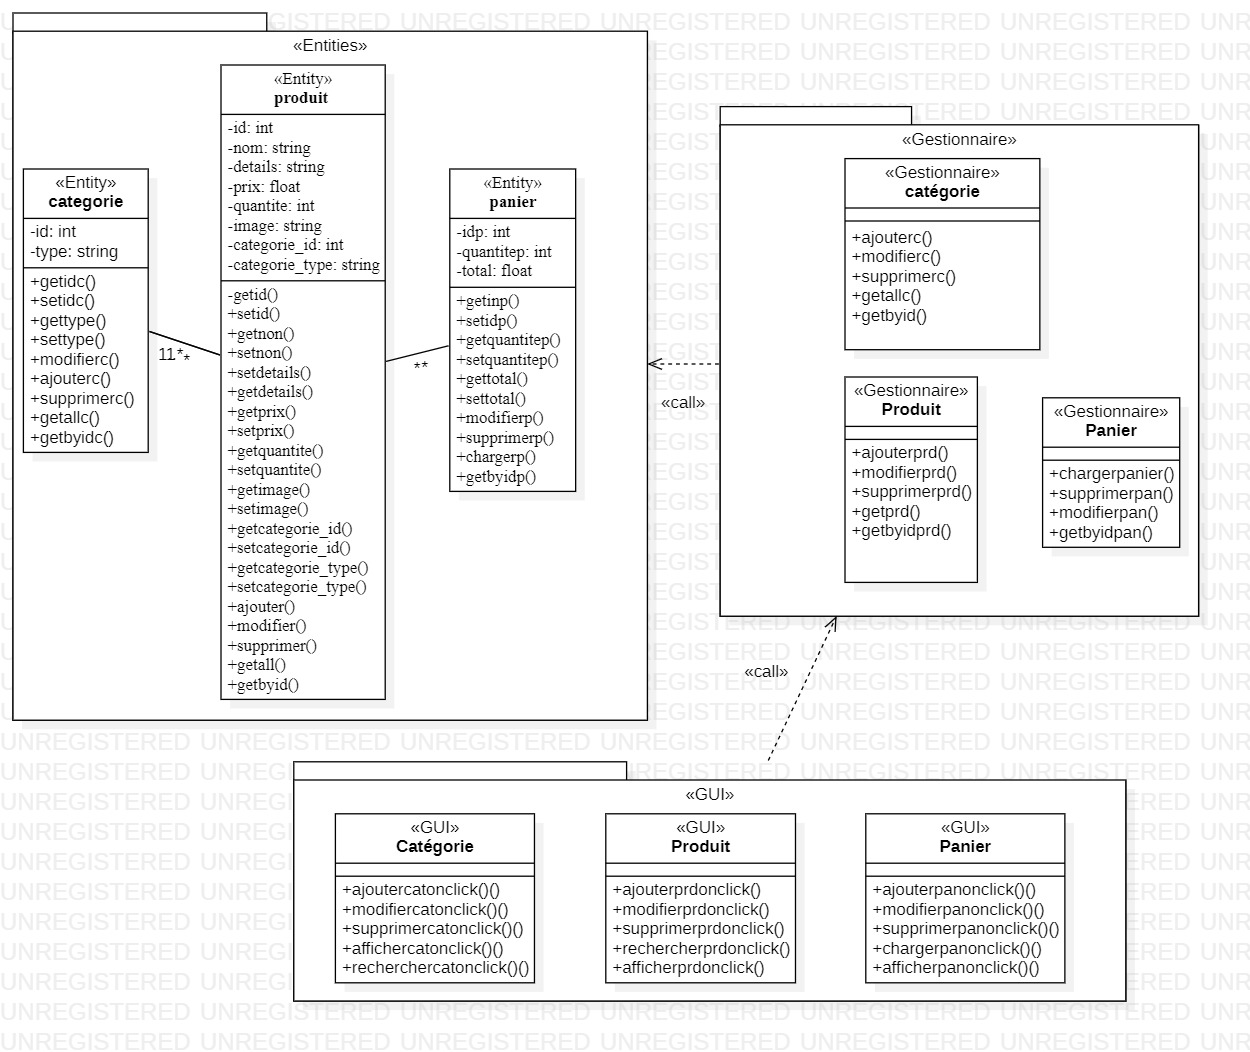 «Entities»
«Entity»
produit
-id: int
-nom: string
-details: string
-prix: float
-quantite: int
-image: string
-categorie_id: int
-categorie_type: string
-getid()
+setid()
+getnon()
+setnon()
+setdetails()
+getdetails()
+getprix()
+setprix()
+getquantite()
+setquantite()
+getimage()
+setimage()
+getcategorie_id()
+setcategorie_id()
+getcategorie_type()
+setcategorie_type()
+ajouter()
+modifier()
+supprimer()
+getall()
+getbyid()
«Entity»
categorie
-id: int
-type: string
+getidc()
+setidc()
+gettype()
+settype()
+modifierc()
+ajouterc()
+supprimerc()
+getallc()
+getbyidc()
«Entity»
panier
-idp: int
-quantitep: int
-total: float
+getinp()
+setidp()
+getquantitep()
+setquantitep()
+gettotal()
+settotal()
+modifierp()
+supprimerp()
+chargerp()
+getbyidp()
11**
**
«call»
«Gestionnaire»
«Gestionnaire»
catégorie
+ajouterc()
+modifierc()
+supprimerc()
+getallc()
+getbyid()
«Gestionnaire»
Produit
+ajouterprd()
+modifierprd()
+supprimerprd()
+getprd()
+getbyidprd()
«Gestionnaire»
Panier
+chargerpanier()
+supprimerpan()
+modifierpan()
+getbyidpan()
«call»
«GUI»
«GUI»
Catégorie
+ajoutercatonclick()()
+modifiercatonclick()()
+supprimercatonclick()()
+affichercatonclick()()
+recherchercatonclick()()
«GUI»
Produit
+ajouterprdonclick()
+modifierprdonclick()
+supprimerprdonclick()
+rechercherprdonclick()
+afficherprdonclick()
«GUI»
Panier
+ajouterpanonclick()()
+modifierpanonclick()()
+supprimerpanonclick()()
+chargerpanonclick()()
+afficherpanonclick()()